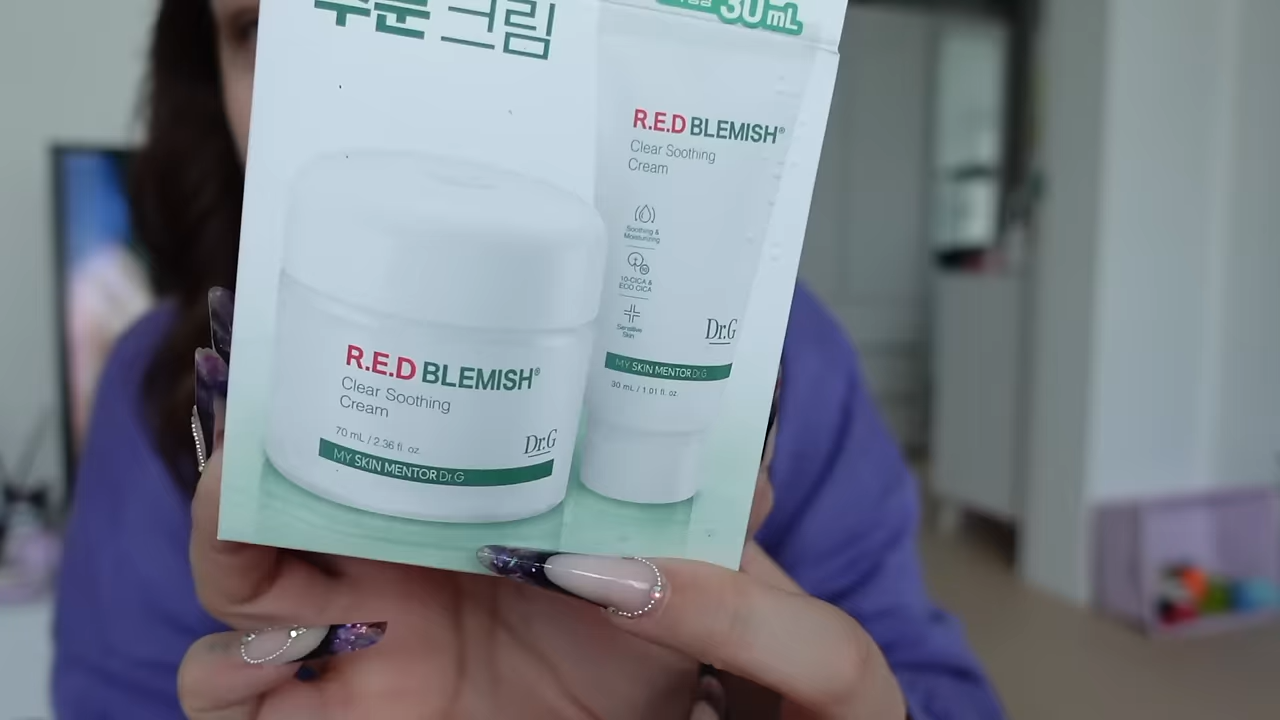 크림
30mL
R.E.D BLEMISH®
Clear Soothing
Cream
Soothing &
Moisturizing
10-CICA &
ECO CICA
Sensitive
Skin
Dr.G
MY SKIN MENTOR Dr.G
30 mL / 1.01 fl. oz.
R.E.D BLEMISH®
Clear Soothing
Cream
70 mL / 2.36 fl. oz.
Dr.G
MY SKIN MENTOR Dr.G